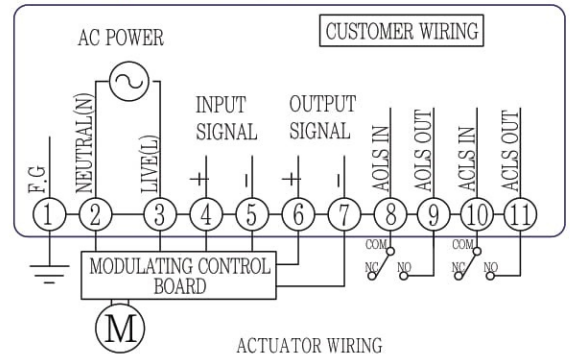 CUSTOMER WIRING
AC POWER
INPUT
SIGNAL
OUTPUT
SIGNAL
F.G
NEUTRAL(N)
LIVE(L)
+
-
+
-
AOLS IN
AOLS OUT
ACLS IN
ACLS OUT
1 2 3 4 5 6 7 8 9 10 11
COM
NC
NO
COM
NC
NO
MODULATING CONTROL
BOARD
M
ACTUATOR WIRING